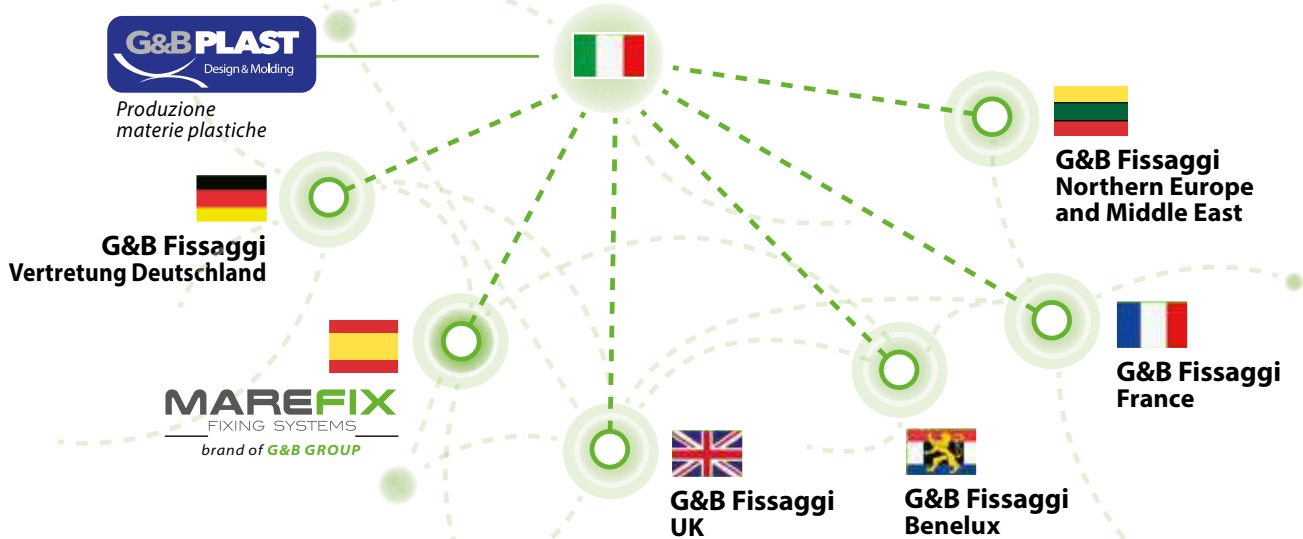 G&B PLAST
Design & Molding
Produzione
materie plastiche
G&B Fissaggi
Northern Europe
and Middle East
G&B Fissaggi
Vertretung Deutschland
MAREFIX
FIXING SYSTEMS
brand of G&B GROUP
G&B Fissaggi
France
G&B Fissaggi
UK
G&B Fissaggi
Benelux